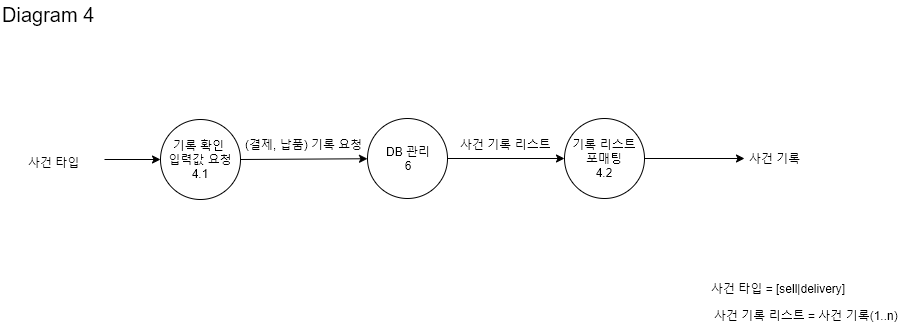 Diagram 4
사건 타입
기록 확인
입력값 요청
4.1
(결제, 납품) 기록 요청
DB 관리
6
사건 기록 리스트
기록 리스트
포매팅
4.2
사건 기록
사건 타입 = [sell|delivery]
사건 기록 리스트 = 사건 기록(1..n)